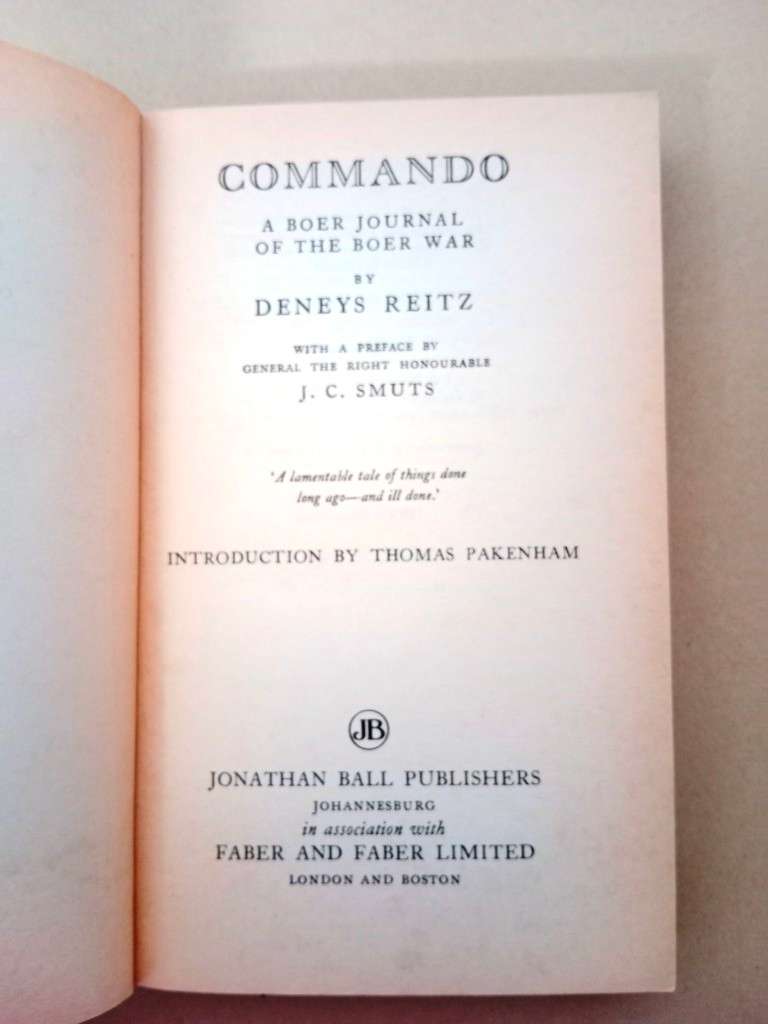 COMMANDO
A BOER JOURNAL
OF THE BOER WAR
BY
DENEYS REITZ
WITH A PREFACE BY
GENERAL THE RIGHT HONOURABLE
J. C. SMUTS
‘A lamentable tale of things done
long ago—and ill done.’
INTRODUCTION BY THOMAS PAKENHAM
JB
JONATHAN BALL PUBLISHERS
JOHANNESBURG
in association with
FABER AND FABER LIMITED
LONDON AND BOSTON